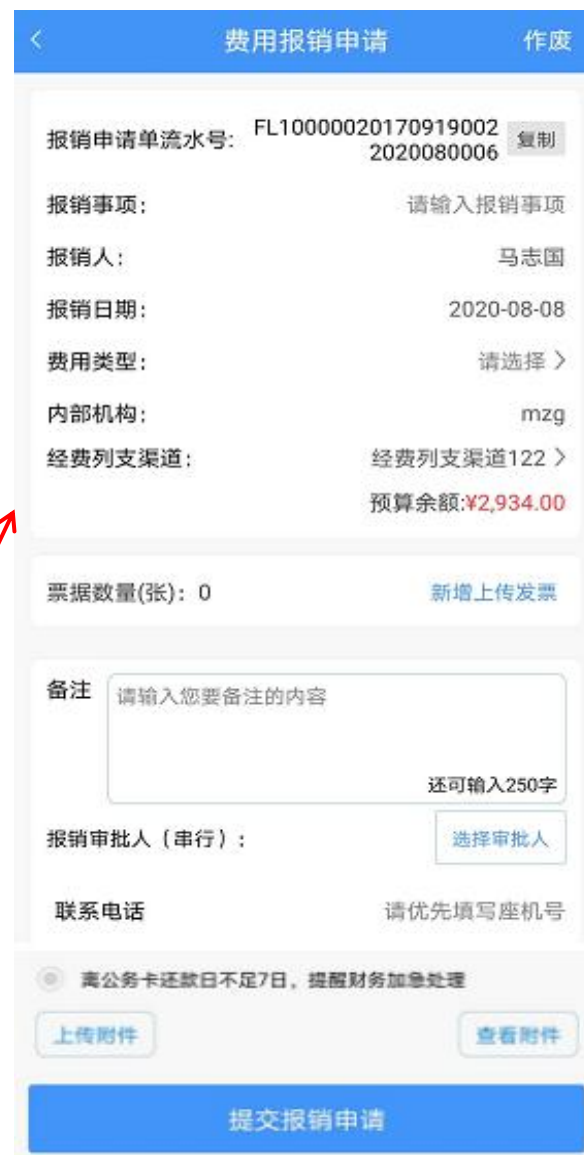 费用报销申请 作废
报销申请单流水号: FL10000020170919002
2020080006 复制
报销事项: 请输入报销事项
报销人: 马志国
报销日期: 2020-08-08
费用类型: 请选择
内部机构: mzg
经费列支渠道: 经费列支渠道122
预算余额:¥2,934.00
票据数量(张): 0 新增上传发票
备注 请输入您要备注的内容
还可输入250字
报销审批人（串行）: 选择审批人
联系电话 请优先填写座机号
离公务卡还款日不足7日，提醒财务加急处理
上传附件 查看附件
提交报销申请